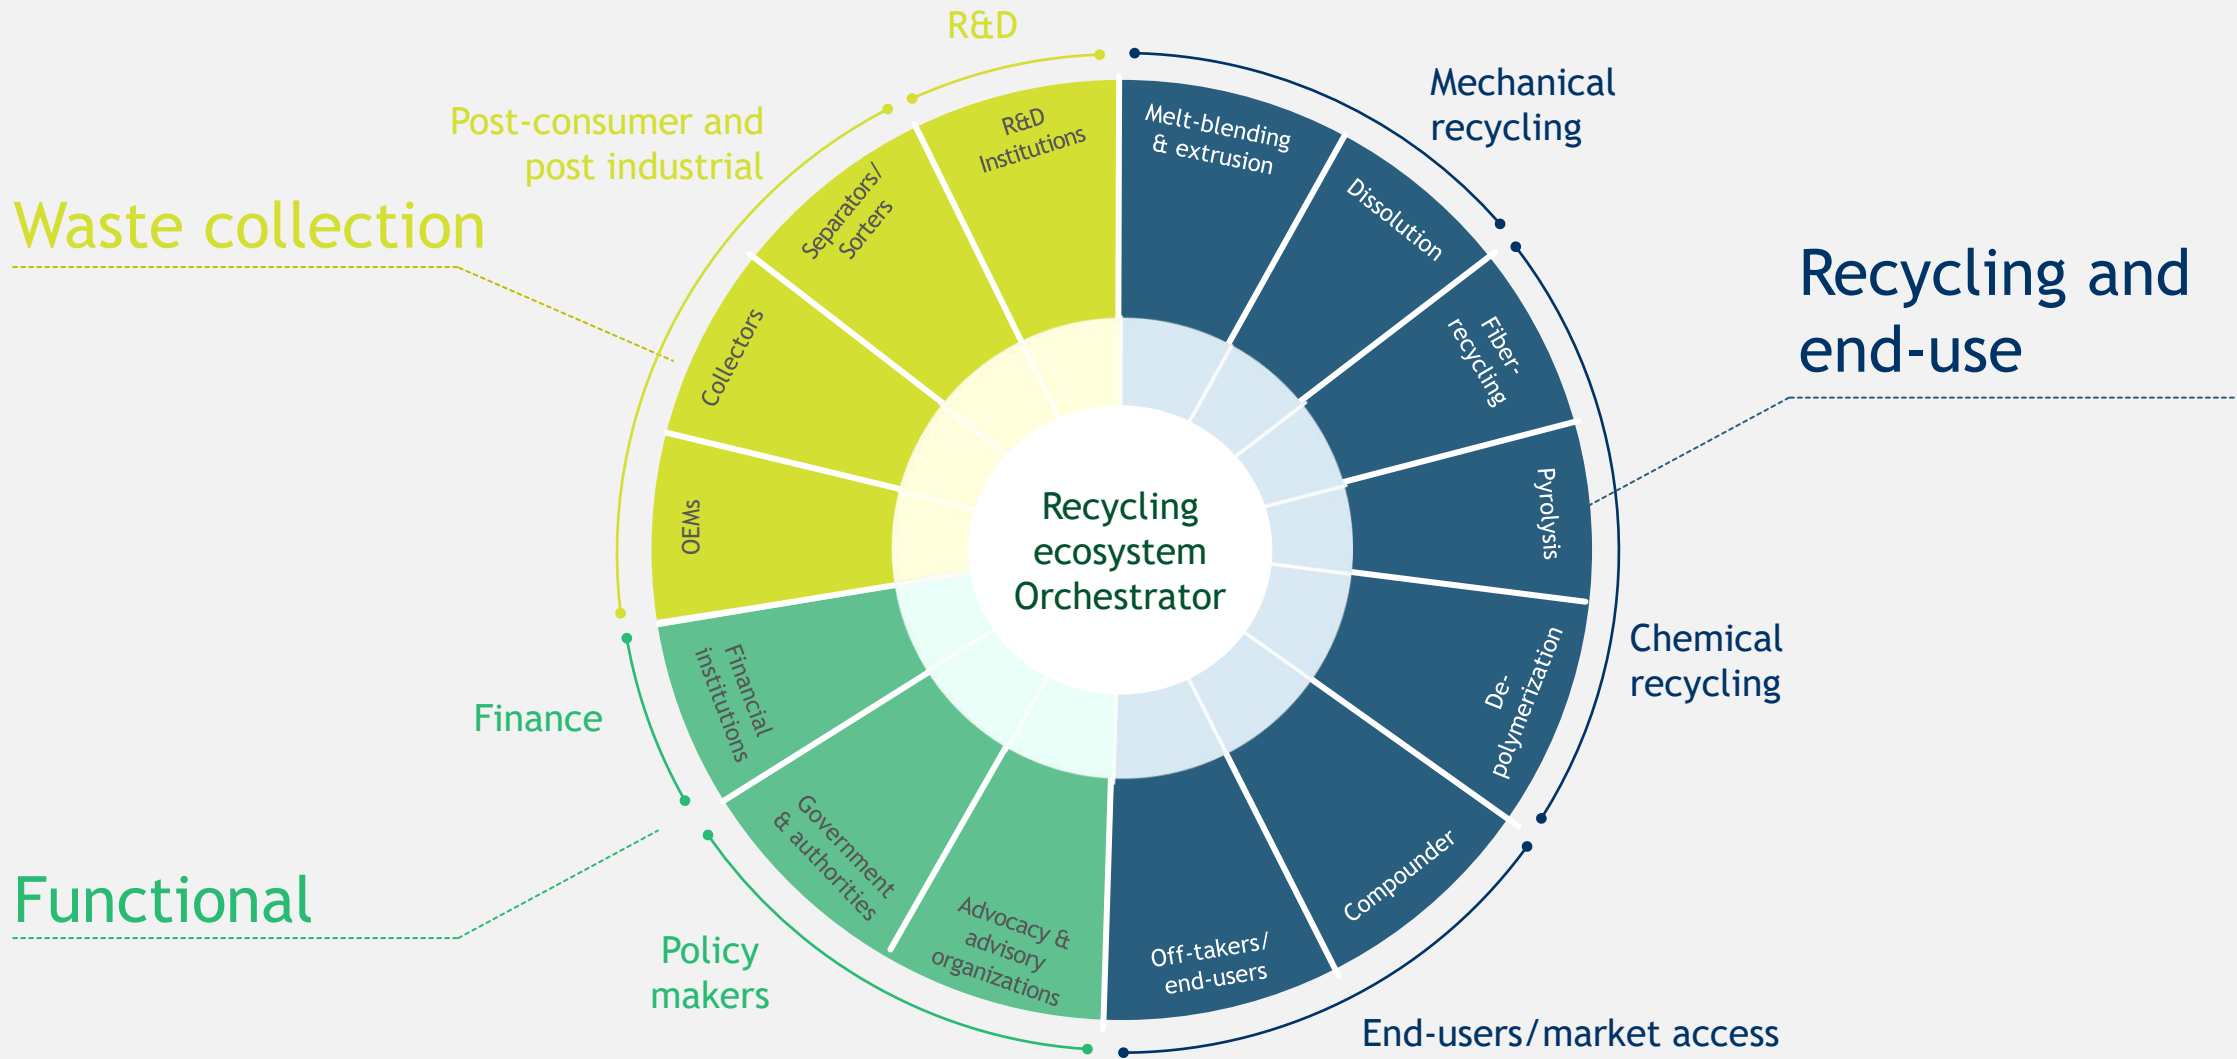 R&D
Mechanical
recycling
Post-consumer and
post industrial
Waste collection
Recycling and
end-use
R&D
Institutions
Melt-blending
& extrusion
Dissolution
Fiber-
recycling
Pyrolysis
De-
polymerization
Compounder
Off-takers/
end-users
Advocacy &
advisory
organizations
Government
& authorities
Financial
institutions
OEMs
Collectors
Separators/
Sorters
Recycling
ecosystem
Orchestrator
Chemical
recycling
Finance
Functional
Policy
makers
End-users/market access